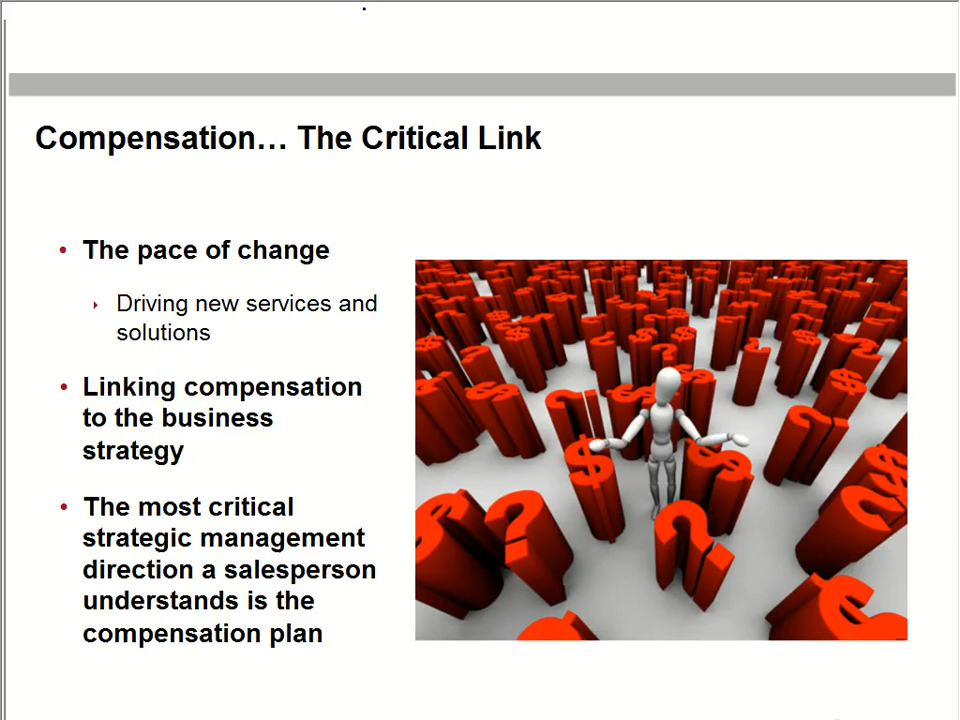 Compensation… The Critical Link
• The pace of change
‣ Driving new services and
solutions
• Linking compensation
to the business
strategy
• The most critical
strategic management
direction a salesperson
understands is the
compensation plan